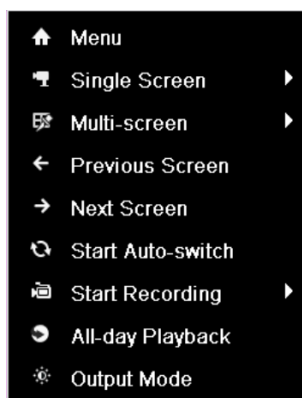 Menu
Single Screen
Multi-screen
Previous Screen
Next Screen
Start Auto-switch
Start Recording
All-day Playback
Output Mode